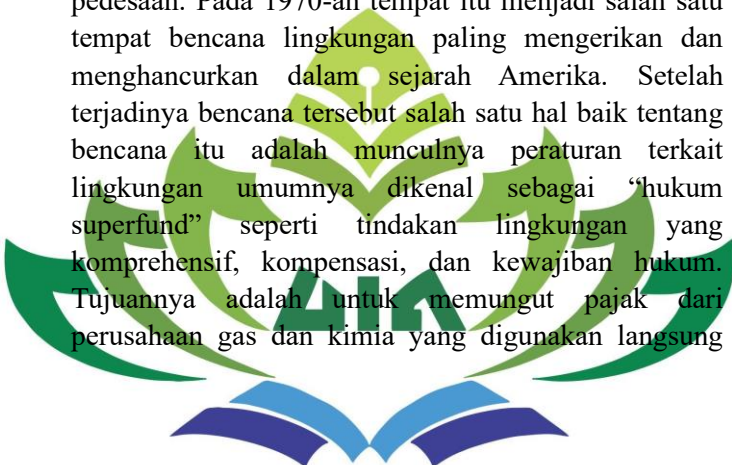 pedesaan. Pada 1970-an tempat itu menjadi salah satu
tempat bencana lingkungan paling mengerikan dan
menghancurkan dalam sejarah Amerika. Setelah
terjadinya bencana tersebut salah satu hal baik tentang
bencana itu adalah munculnya peraturan terkait
lingkungan umumnya dikenal sebagai “hukum
superfund” seperti tindakan lingkungan yang
komprehensif, kompensasi, dan kewajiban hukum.
Tujuannya adalah untuk memungut pajak dari
perusahaan gas dan kimia yang digunakan langsung